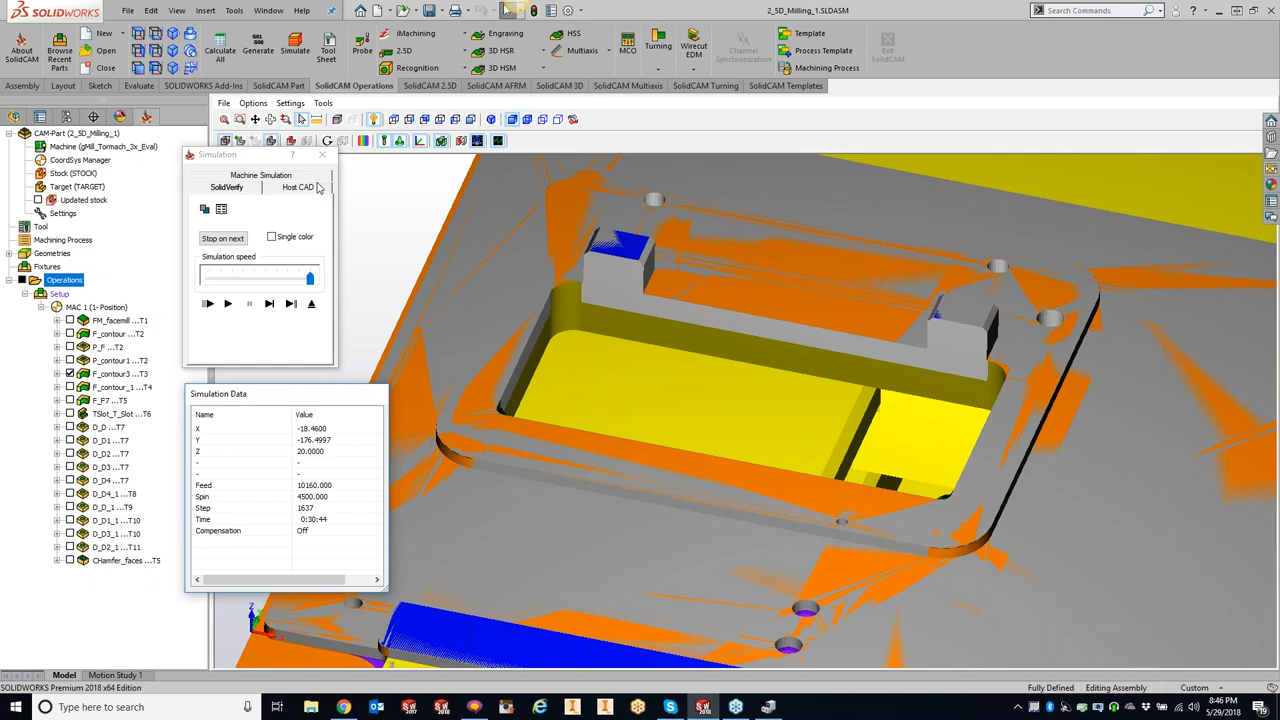 SOLIDWORKS
File Edit View Insert Tools Window Help
2_5D_Milling_1.SLDASM
Search Commands
About SolidCAM
Browse Recent Parts
New
Open
Close
Calculate All
G01 G00
Generate
Simulate
Tool Sheet
Probe
iMachining
2.5D
Recognition
Engraving
3D HSR
3D HSM
HSS
Multiaxis
MCO
Turning
Wirecut EDM
Channel Synchronization
Template
Process Template
Machining Process
Exit SolidCAM
Assembly Layout Sketch Evaluate SOLIDWORKS Add-Ins SolidCAM Part SolidCAM Operations SolidCAM 2.5D SolidCAM AFRM SolidCAM 3D SolidCAM Multiaxis SolidCAM Turning SolidCAM Templates
File Options Settings Tools
CAM-Part (2_5D_Milling_1)
Machine (gMill_Tormach_3x_Eval)
CoordSys Manager
Stock (STOCK)
Target (TARGET)
Updated stock
Settings
Tool
Machining Process
Geometries
Fixtures
Operations
Setup
MAC 1 (1- Position)
FM_facemill ...T1
F_contour ...T2
P_F ...T2
P_contour1 ...T2
F_contour3 ...T3
F_contour_1 ...T4
F_F7 ...T5
TSlot_T_Slot ...T6
D_D ...T7
D_D1 ...T7
D_D2 ...T7
D_D3 ...T7
D_D4 ...T7
D_D4_1 ...T8
D_D_1 ...T9
D_D1_1 ...T10
D_D3_1 ...T10
D_D2_1 ...T11
CHamfer_faces ...T5
Simulation ?
Machine Simulation
SolidVerify Host CAD
Stop on next Single color
Simulation speed
Simulation Data
Name Value
X -18.4600
Y -176.4997
Z 20.0000
- -
- -
Feed 10160.000
Spin 4500.000
Step 1637
Time 0:30:44
Compensation Off
Z
X
Model Motion Study 1
SOLIDWORKS Premium 2018 x64 Edition
Fully Defined Editing Assembly Custom
Type here to search
8:46 PM
5/29/2018